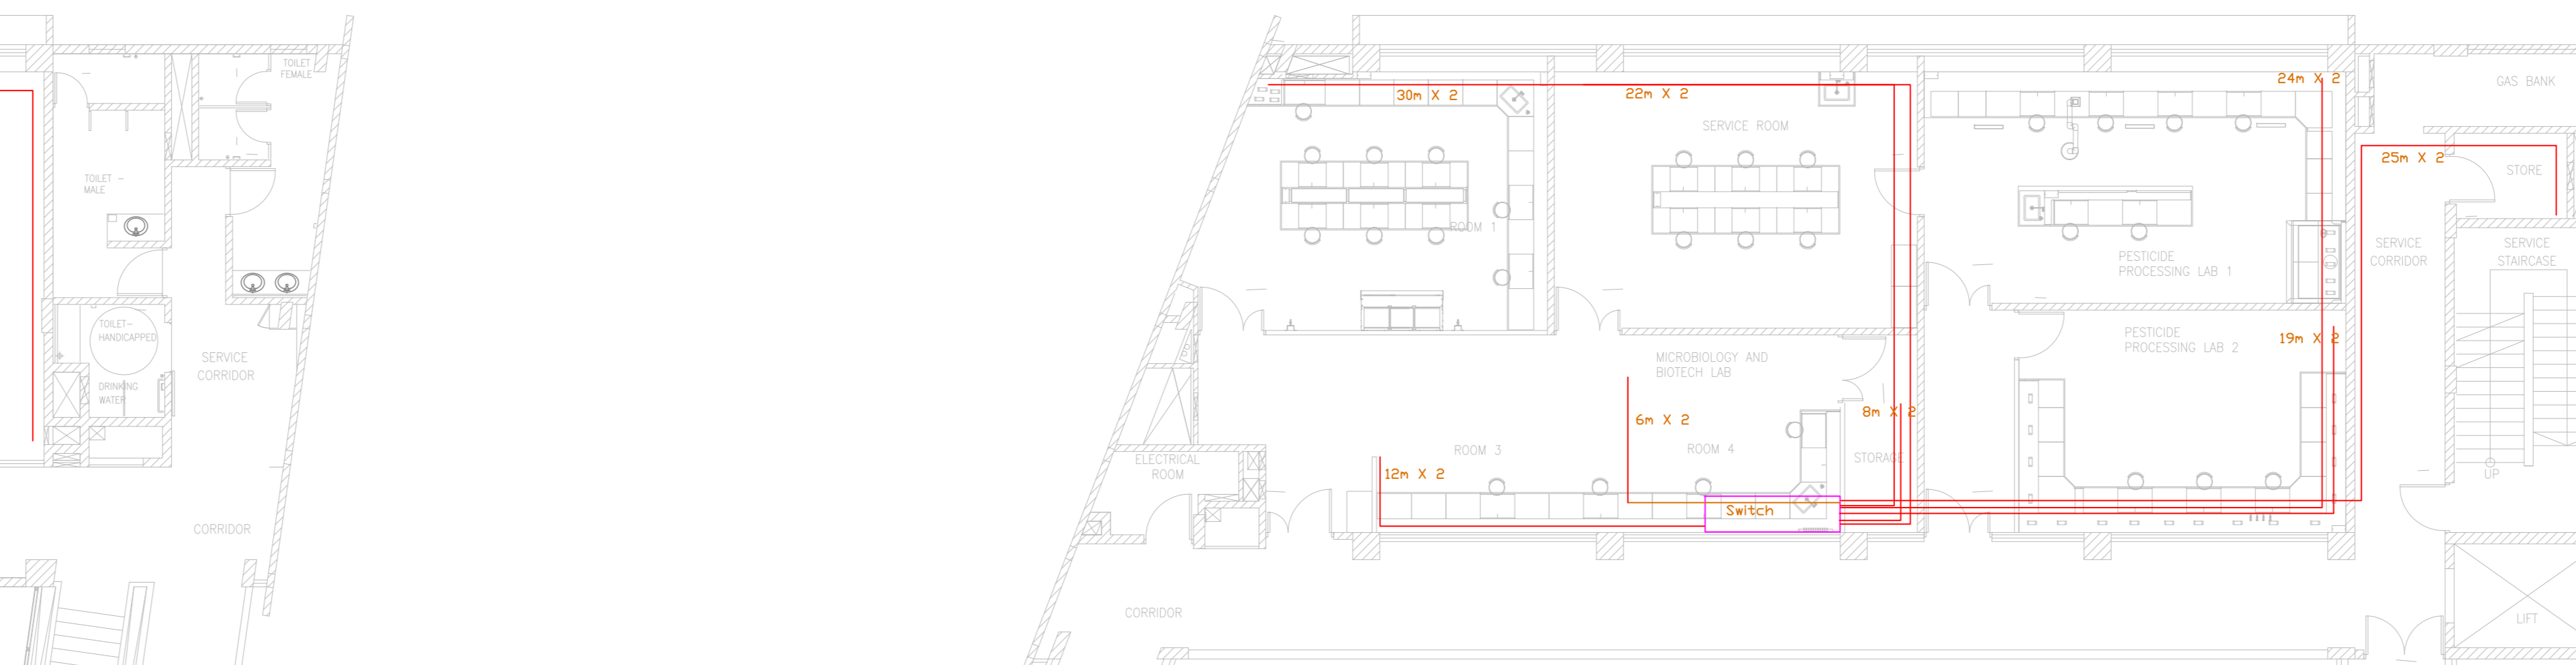 TOILET
FEMALE
TOILET -
MALE
TOILET-
HANDICAPPED
DRINKING
WATER
SERVICE
CORRIDOR
CORRIDOR
30m X 2
22m X 2
24m X 2
GAS BANK
SERVICE ROOM
25m X 2
STORE
ROOM 1
PESTICIDE
PROCESSING LAB 1
SERVICE
CORRIDOR
SERVICE
STAIRCASE
PESTICIDE
PROCESSING LAB 2
19m X 2
MICROBIOLOGY AND
BIOTECH LAB
6m X 2
8m X 2
ROOM 3
ROOM 4
STORAGE
ELECTRICAL
ROOM
12m X 2
UP
Switch
CORRIDOR
LIFT